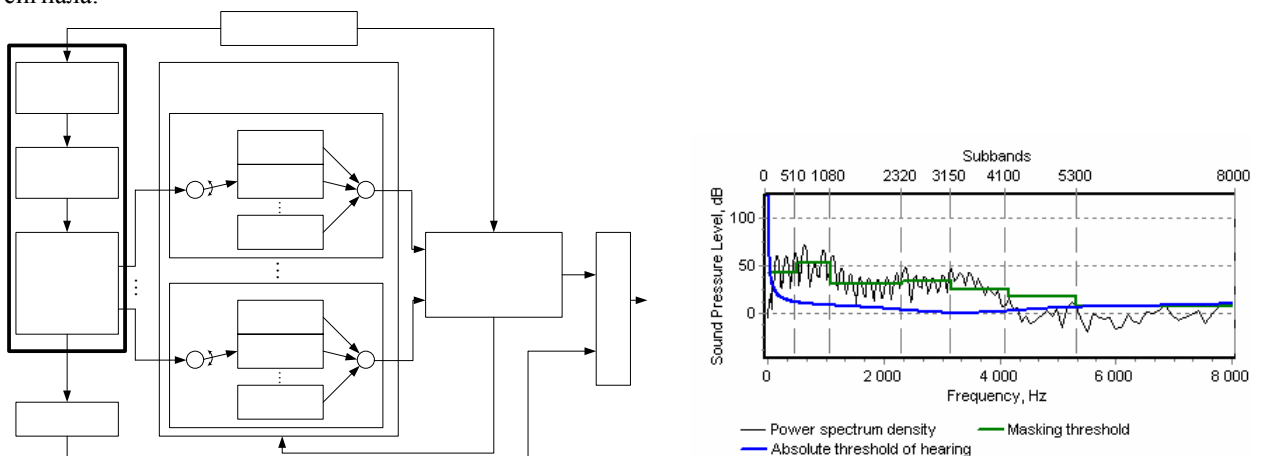 сигнала.
Subbands
0 510 1080 2320 3150 4100 5300 8000
Sound Pressure Level, dB
100
50
0
0 2 000 4 000 6 000 8 000
Frequency, Hz
Power spectrum density
Masking threshold
Absolute threshold of hearing